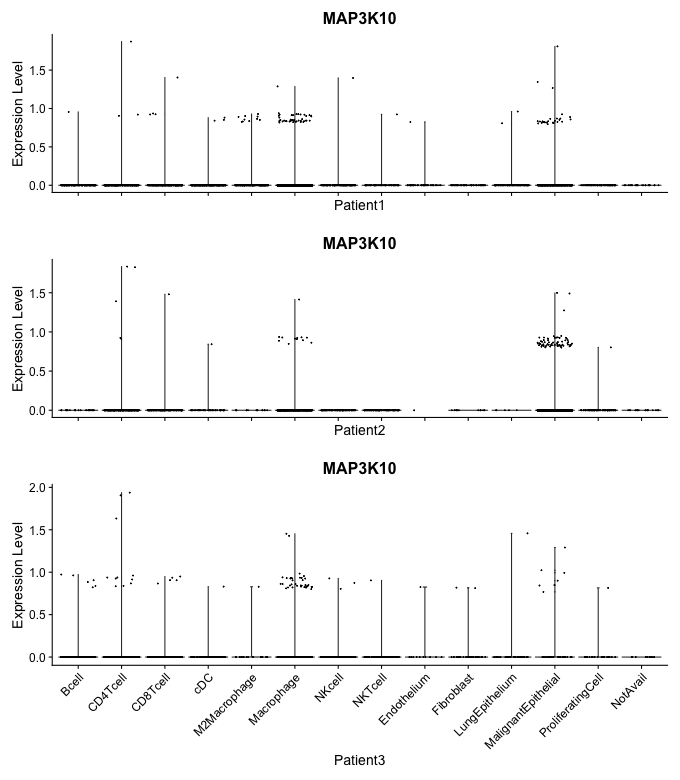 MAP3K10
Expression Level
1.5
1.0
0.5
0.0
Patient1
MAP3K10
Expression Level
1.5
1.0
0.5
0.0
Patient2
MAP3K10
Expression Level
2.0
1.5
1.0
0.5
0.0
Bcell
CD4Tcell
CD8Tcell
cDC
M2Macrophage
Macrophage
NKcell
NKTcell
Endothelium
Fibroblast
LungEpithelium
MalignantEpithelial
ProliferatingCell
NotAvail
Patient3